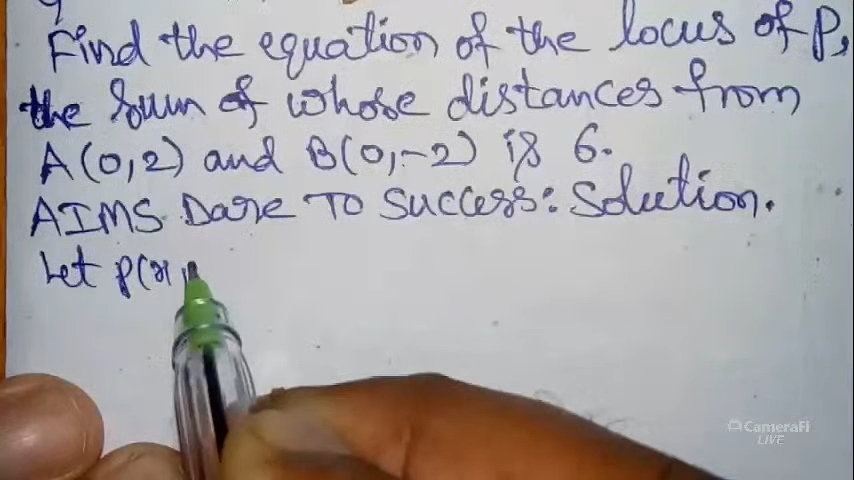 Find the equation of the locus of P,
the sum of whose distances from
A(0,2) and B(0,-2) is 6.
AIMS Dare To Success: Solution.
Let P(x,
CameraFi
LIVE